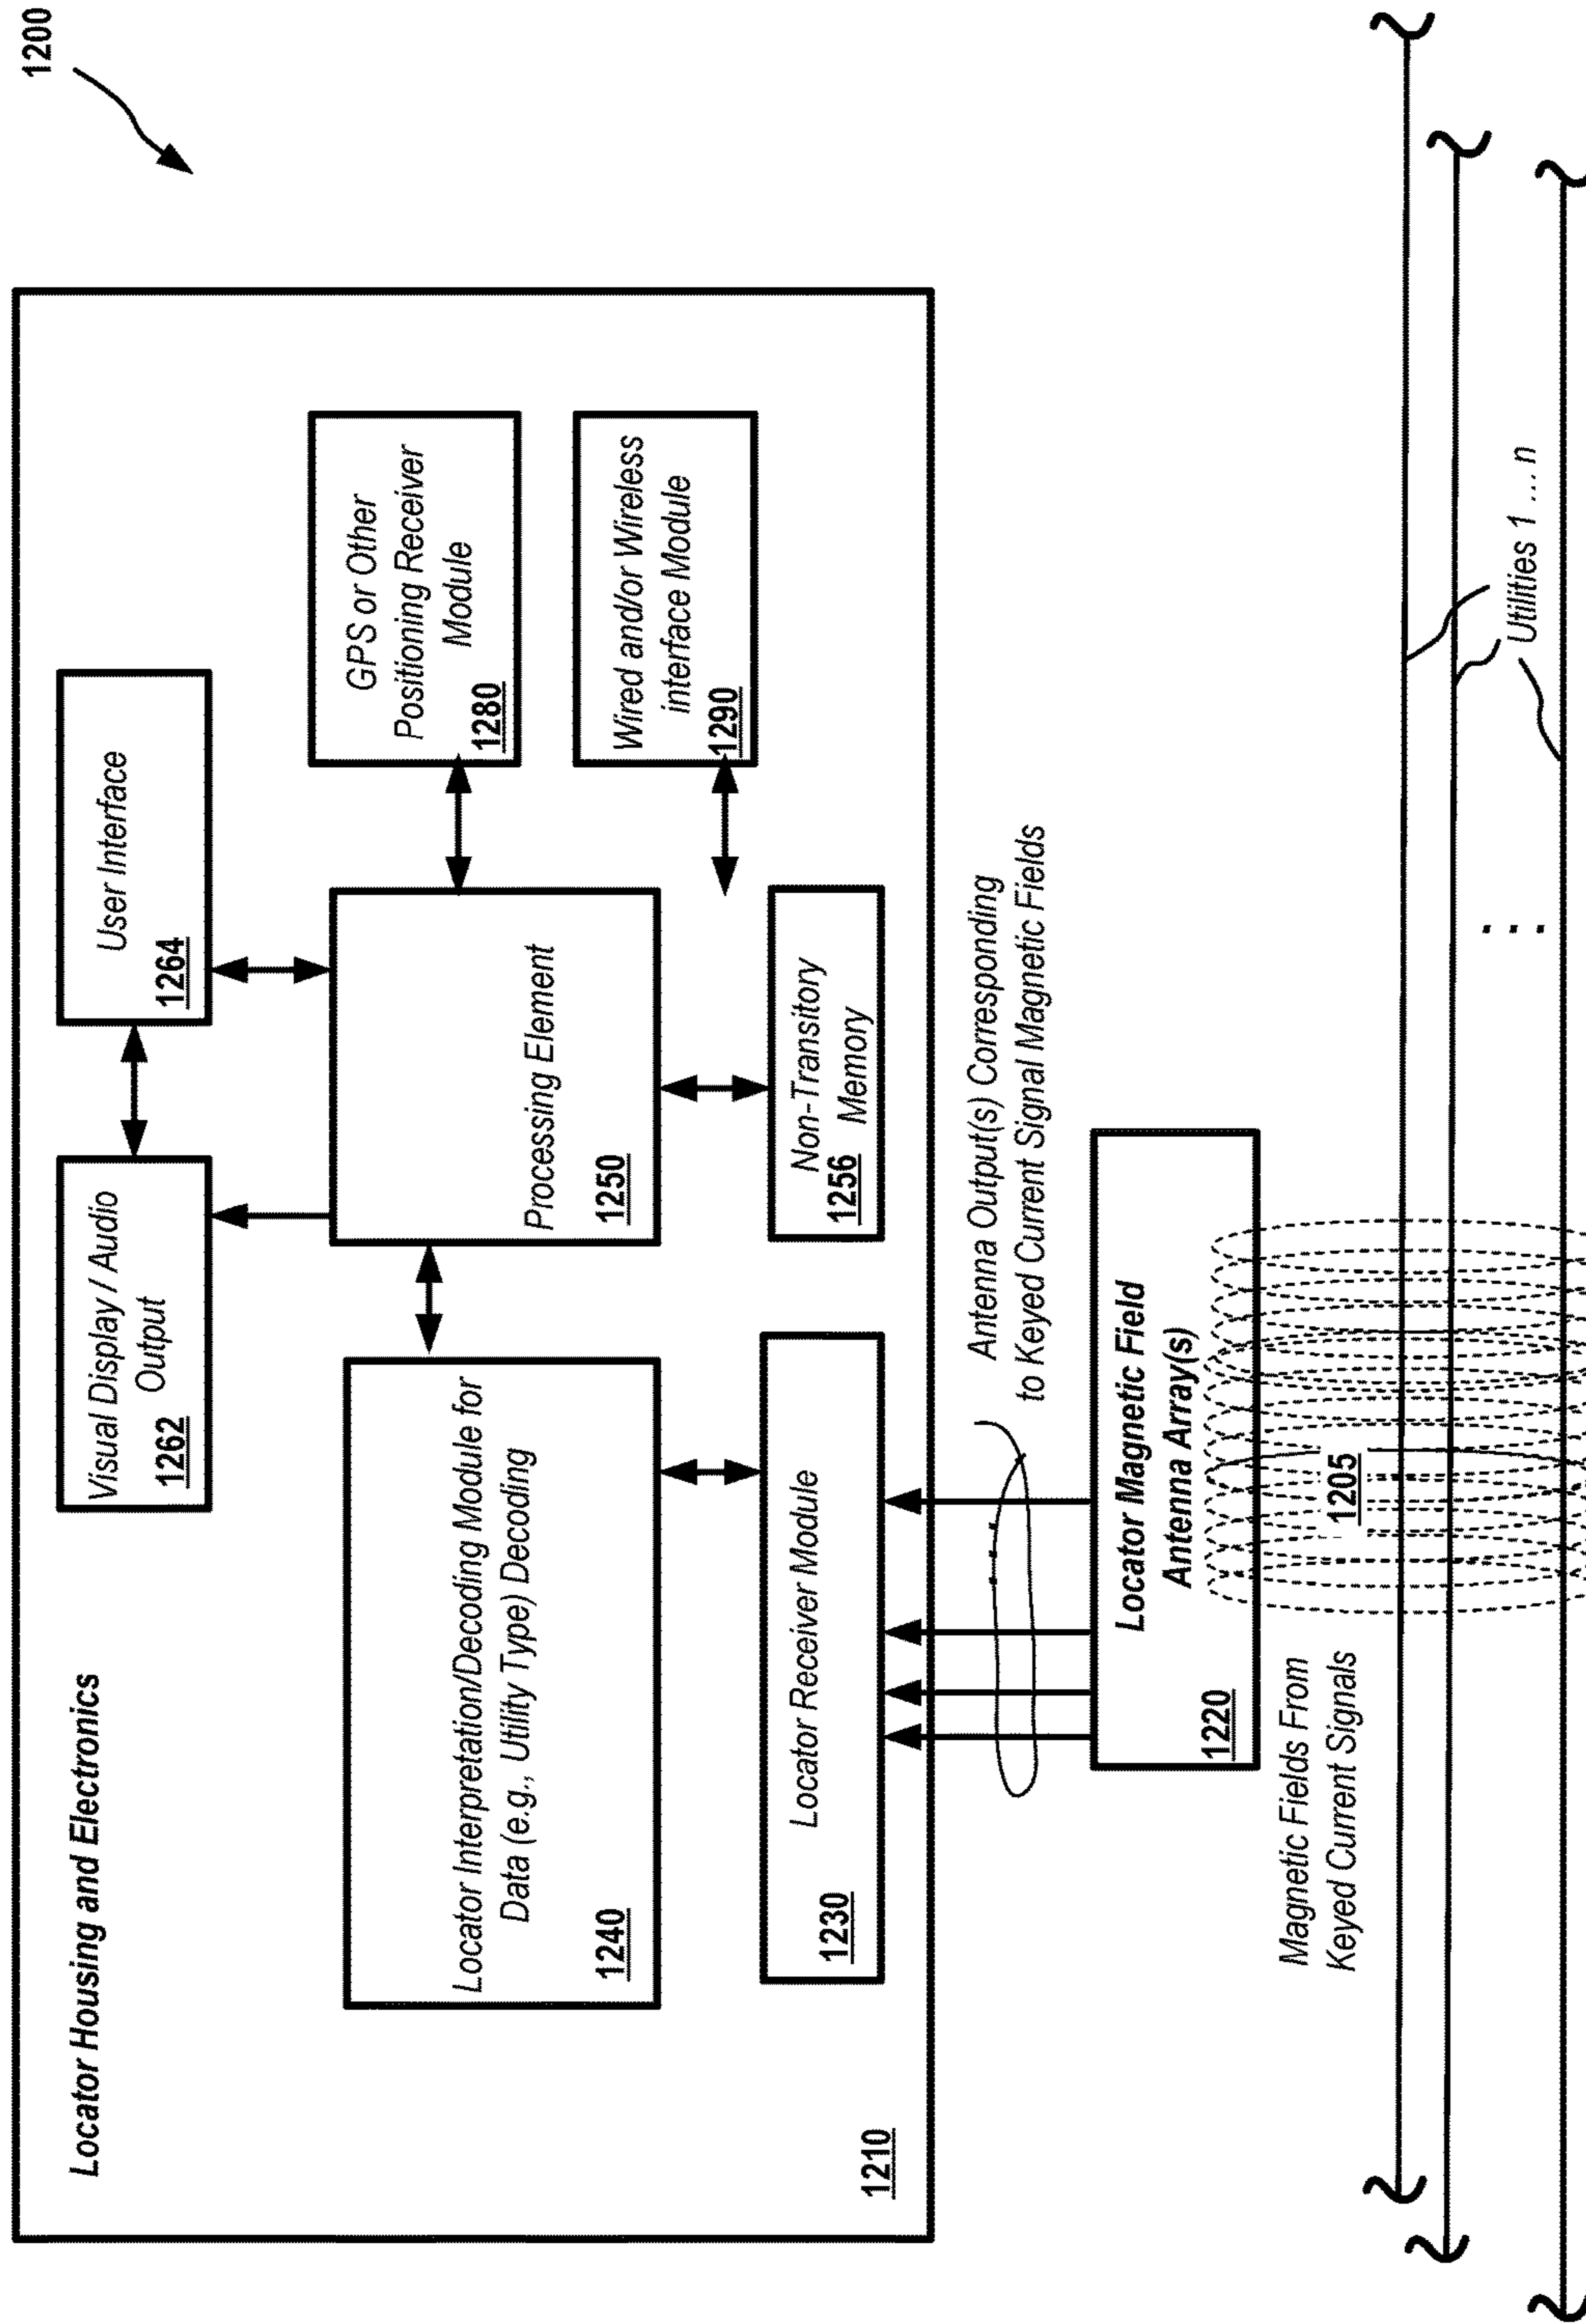 1200
Locator Housing and Electronics
Visual Display / Audio
Output
1262
User Interface
1264
Locator Interpretation/Decoding Module for
Data (e.g., Utility Type) Decoding
1240
Processing Element
1250
GPS or Other
Positioning Receiver
Module
1280
Wired and/or Wireless
interface Module
1290
Locator Receiver Module
1230
Non-Transitory
Memory
1256
1210
Antenna Output(s) Corresponding
to Keyed Current Signal Magnetic Fields
...
Locator Magnetic Field
Antenna Array(s)
1220
Magnetic Fields From
Keyed Current Signals
1205
...
Utilities 1 ... n